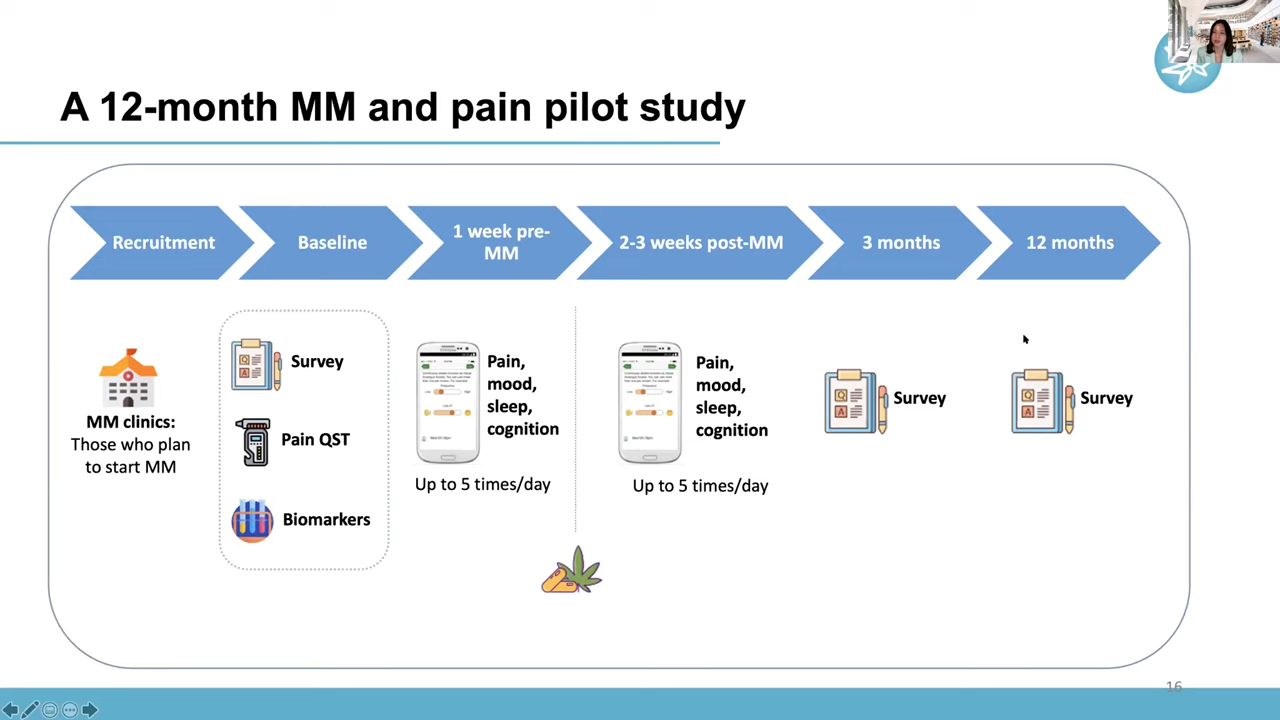 A 12-month MM and pain pilot study
Recruitment
Baseline
1 week pre-
MM
2-3 weeks post-MM
3 months
12 months
MM clinics:
Those who plan
to start MM
Survey
Pain QST
Biomarkers
Pain,
mood,
sleep,
cognition
Up to 5 times/day
Pain,
mood,
sleep,
cognition
Up to 5 times/day
Q
A
Survey
Q
A
Survey
16